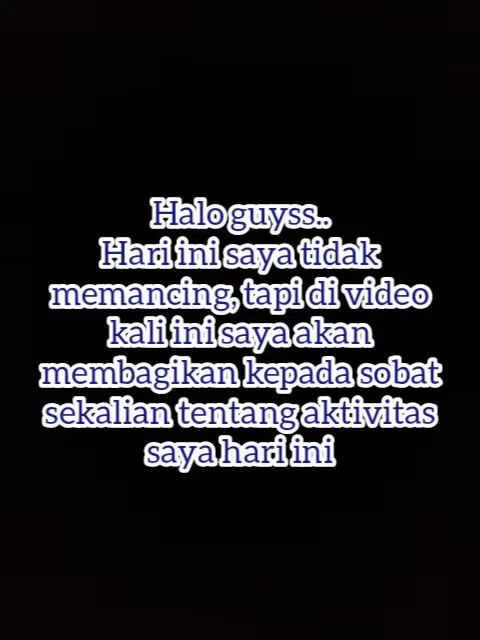 Halo guyss..
Hari ini saya tidak
memancing, tapi di video
kali ini saya akan
membagikan kepada sobat
sekalian tentang aktivitas
saya hari ini